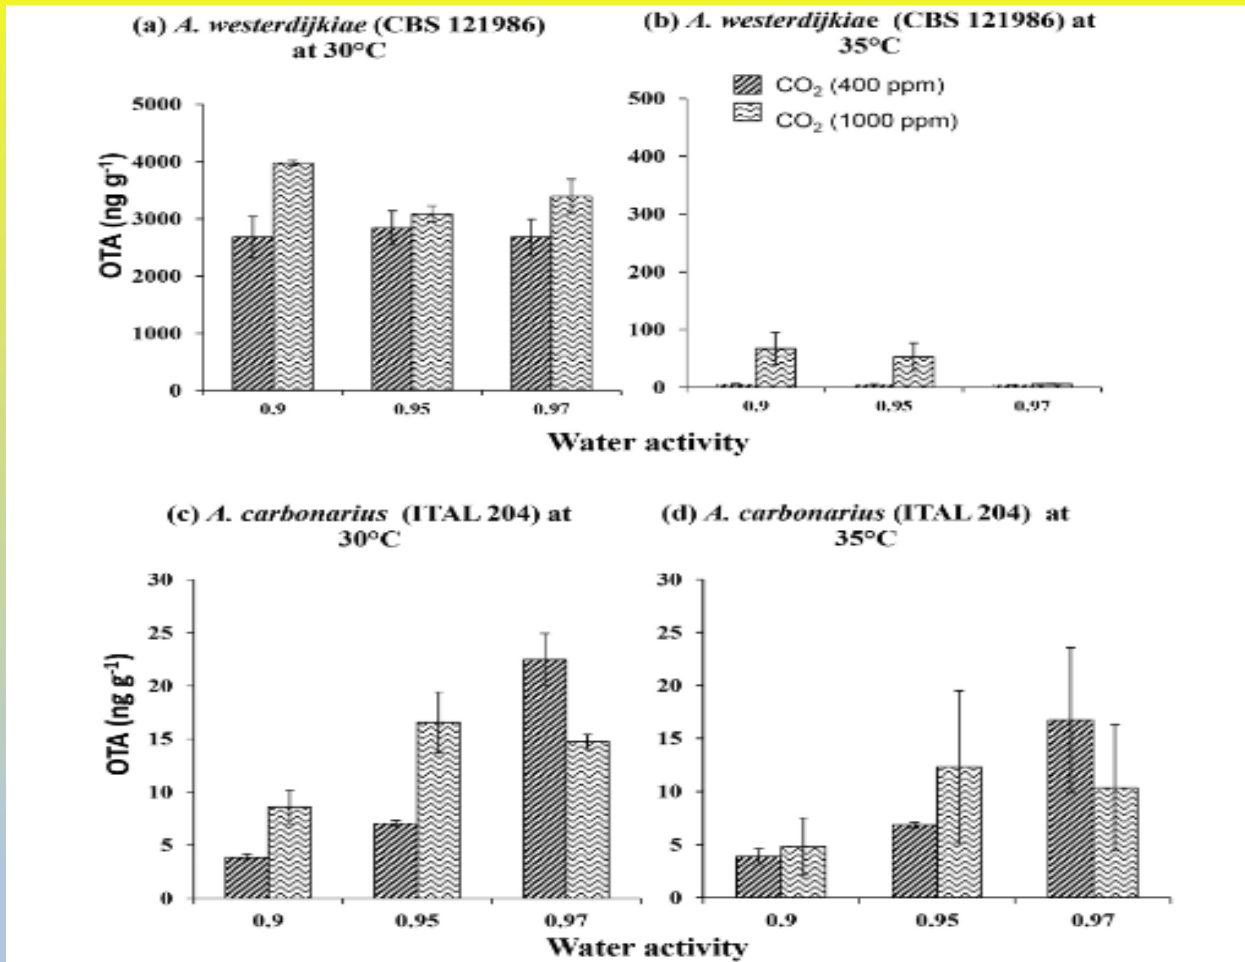 (a) A. westerdijkiae (CBS 121986)
at 30°C
(b) A. westerdijkiae (CBS 121986) at
35°C
CO₂ (400 ppm)
CO₂ (1000 ppm)
OTA (ng g⁻¹)
5000
4000
3000
2000
1000
0
0.9
0.95
0.97
500
400
300
200
100
0
0.9
0.95
0.97
Water activity
(c) A. carbonarius (ITAL 204) at
30°C
(d) A. carbonarius (ITAL 204) at
35°C
OTA (ng g⁻¹)
30
25
20
15
10
5
0
0.9
0.95
0.97
30
25
20
15
10
5
0
0.9
0.95
0.97
Water activity